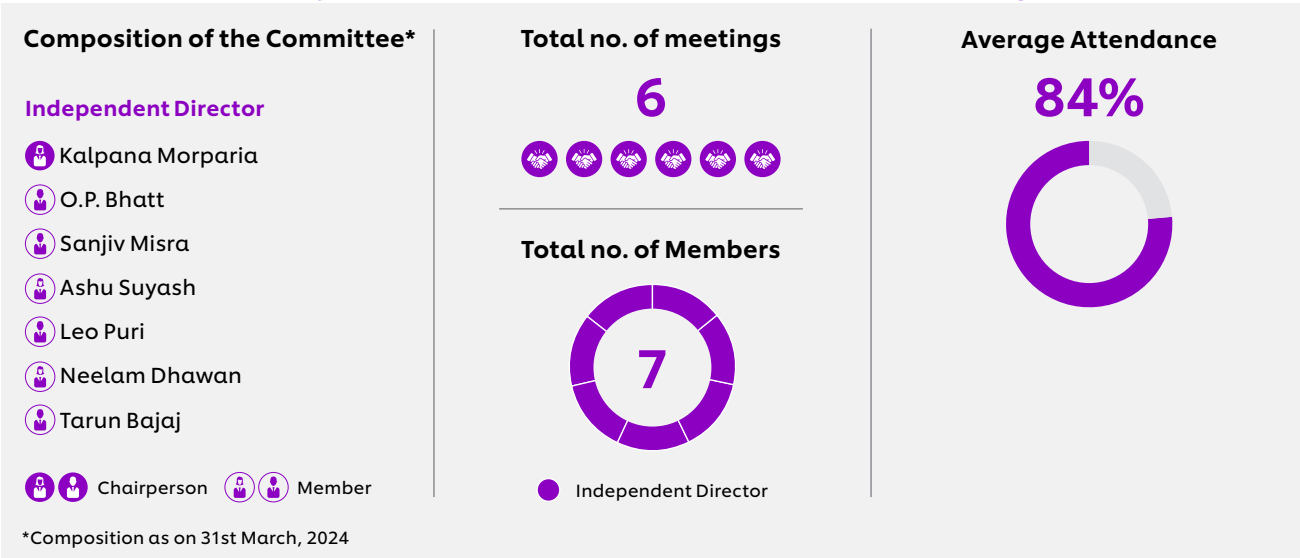 Composition of the Committee*
Independent Director
Kalpana Morparia
O.P. Bhatt
Sanjiv Misra
Ashu Suyash
Leo Puri
Neelam Dhawan
Tarun Bajaj
Chairperson
Member
*Composition as on 31st March, 2024
Total no. of meetings
6
Total no. of Members
7
Independent Director
Average Attendance
84%